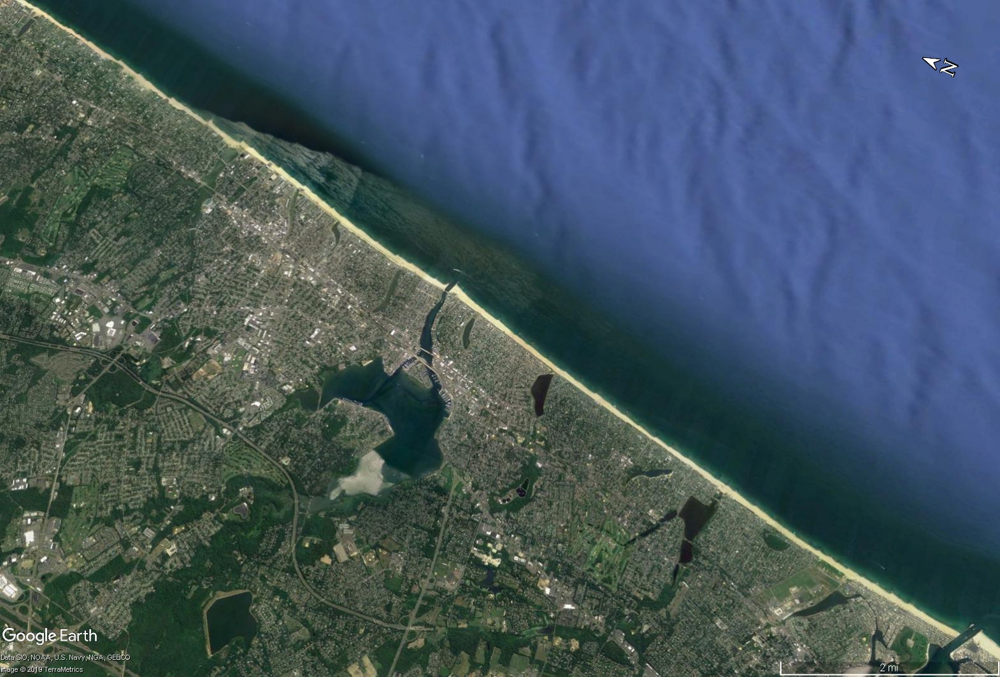 N
Google Earth
Data SIO, NOAA, U.S. Navy, NGA, GEBCO
Image © 2019 TerraMetrics
2 mi